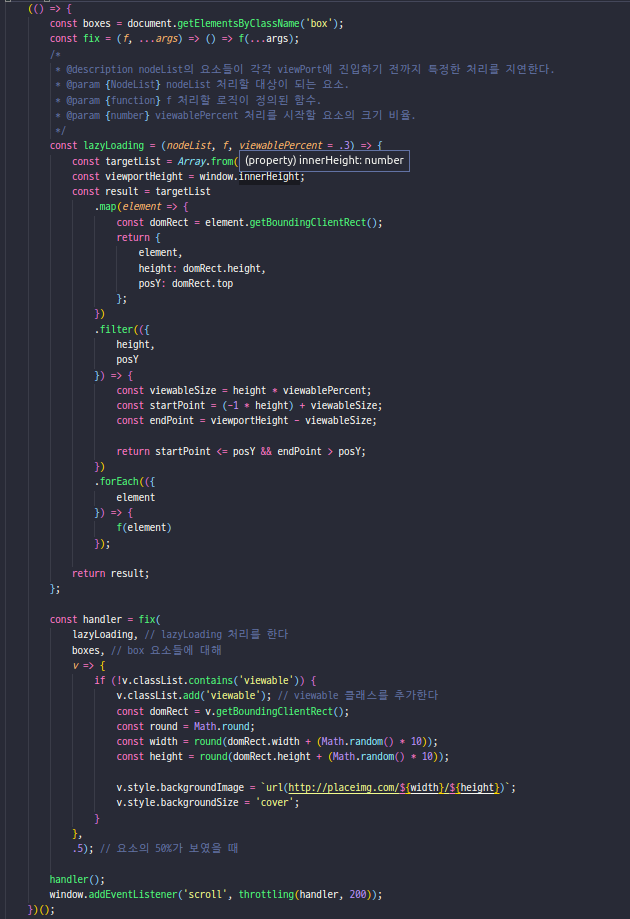 (() => {
const boxes = document.getElementsByClassName('box');
const fix = (f, ...args) => () => f(...args);
/*
* @description nodeList의 요소들이 각각 viewPort에 진입하기 전까지 특정한 처리를 지연한다.
* @param {NodeList} nodeList 처리할 대상이 되는 요소.
* @param {function} f 처리할 로직이 정의된 함수.
* @param {number} viewablePercent 처리를 시작할 요소의 크기 비율.
*/
const lazyLoading = (nodeList, f, viewablePercent = .3) => {
const targetList = Array.from(
(property) innerHeight: number
const viewportHeight = window.innerHeight;
const result = targetList
.map(element => {
const domRect = element.getBoundingClientRect();
return {
element,
height: domRect.height,
posY: domRect.top
};
})
.filter(({
height,
posY
}) => {
const viewableSize = height * viewablePercent;
const startPoint = (-1 * height) + viewableSize;
const endPoint = viewportHeight - viewableSize;
return startPoint <= posY && endPoint > posY;
})
.forEach(({
element
}) => {
f(element)
});
return result;
};
const handler = fix(
lazyLoading, // lazyLoading 처리를 한다
boxes, // box 요소들에 대해
v => {
if (!v.classList.contains('viewable')) {
v.classList.add('viewable'); // viewable 클래스를 추가한다
const domRect = v.getBoundingClientRect();
const round = Math.round;
const width = round(domRect.width + (Math.random() * 10));
const height = round(domRect.height + (Math.random() * 10));
v.style.backgroundImage = `url(http://placeimg.com/${width}/${height})`;
v.style.backgroundSize = 'cover';
}
},
.5); // 요소의 50%가 보였을 때
handler();
window.addEventListener('scroll', throttling(handler, 200));
})();